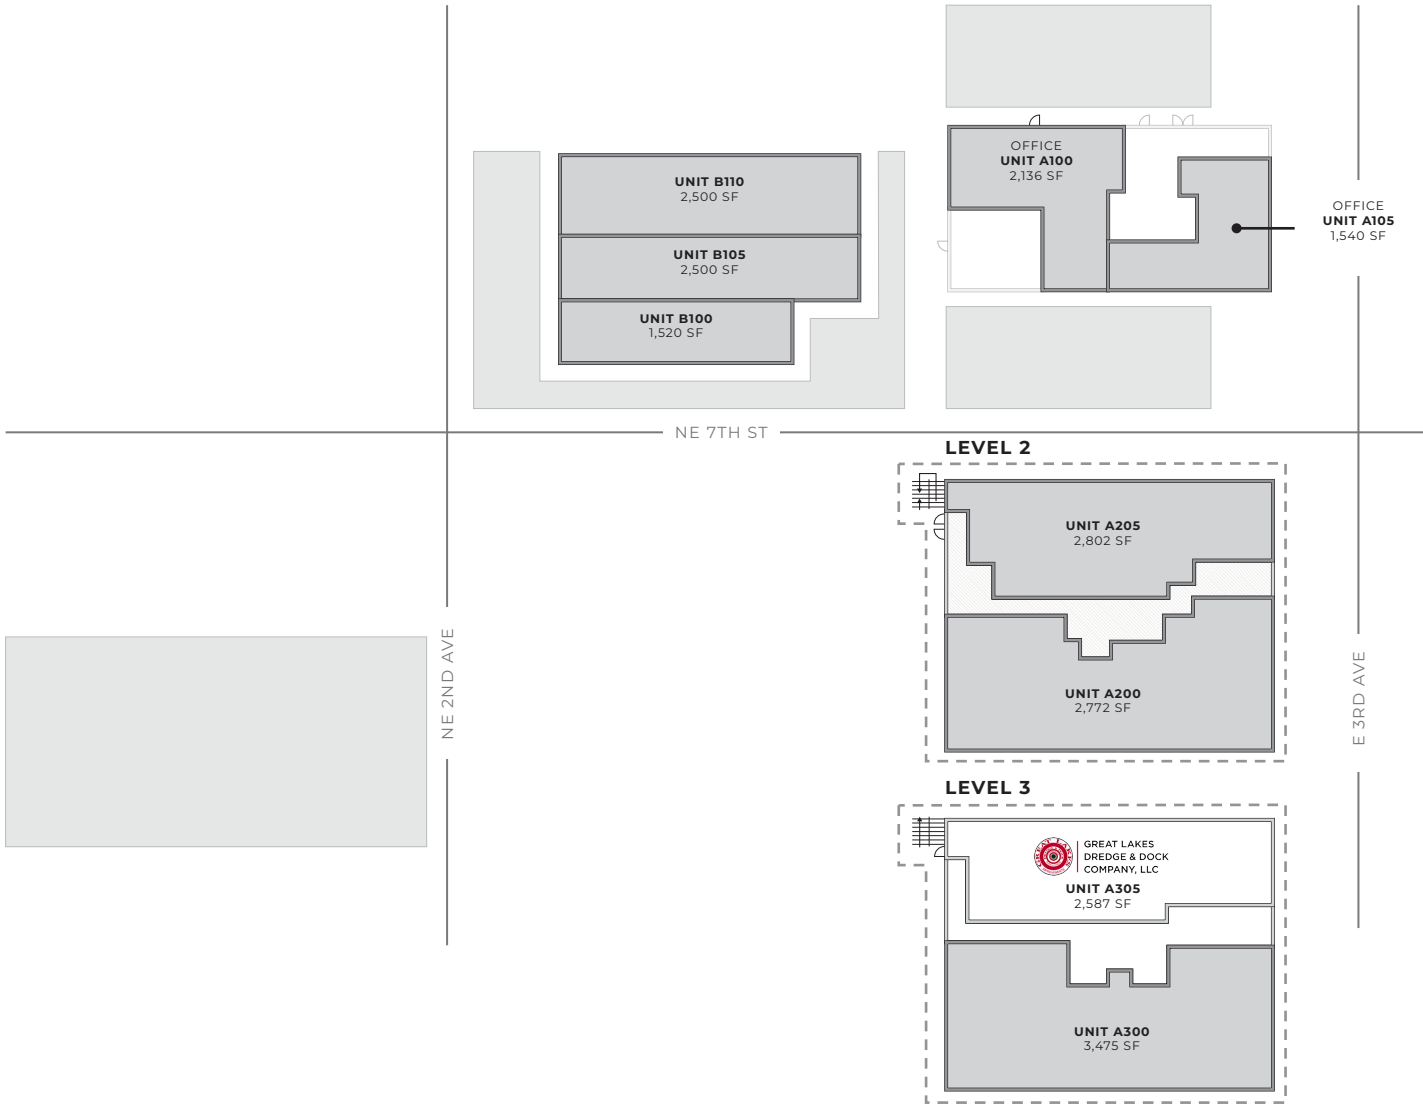 OFFICE
UNIT A100
2,136 SF
UNIT B110
2,500 SF
OFFICE
UNIT A105
1,540 SF
UNIT B105
2,500 SF
UNIT B100
1,520 SF
NE 7TH ST
LEVEL 2
UNIT A205
2,802 SF
NE 2ND AVE
E 3RD AVE
UNIT A200
2,772 SF
LEVEL 3
GREAT LAKES
DREDGE & DOCK
COMPANY, LLC
UNIT A305
2,587 SF
UNIT A300
3,475 SF